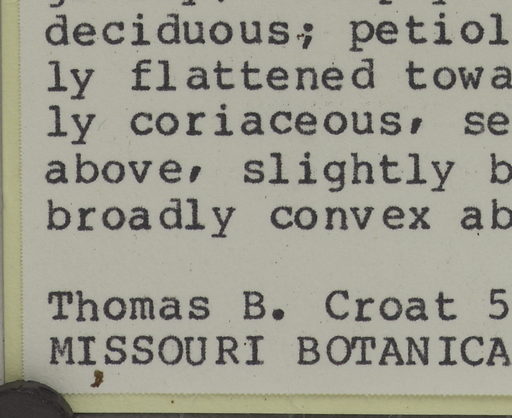 deciduous; petiol
ly flattened towa
ly coriaceous, se
above, slightly b
broadly convex ab
Thomas B. Croat 5
MISSOURI BOTANICA